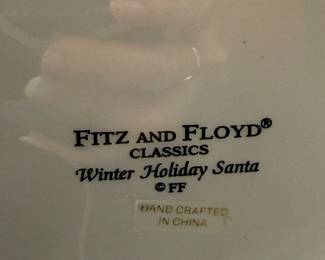 FITZ AND FLOYD®
CLASSICS
Winter Holiday Santa
© FF
HAND CRAFTED
IN CHINA